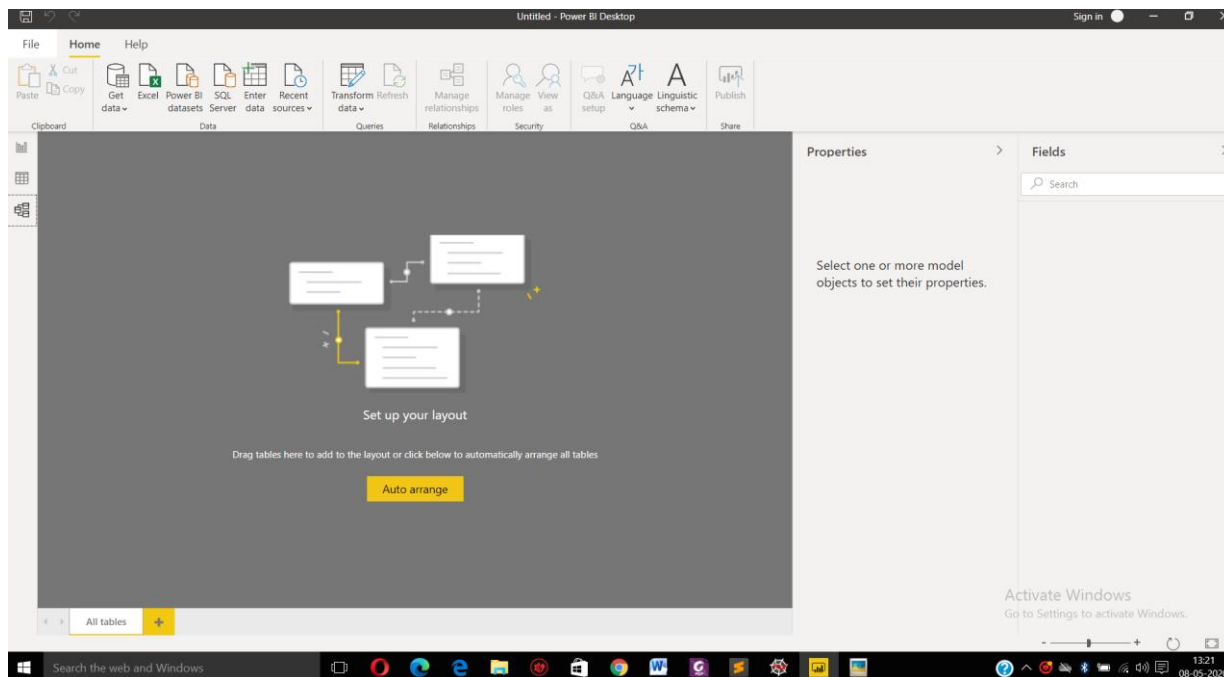 Untitled - Power BI Desktop
Sign in
File Home Help
Paste
Cut
Copy
Clipboard
Get data
Excel
Power BI datasets
SQL Server
Enter data
Recent sources
Data
Transform data
Refresh
Queries
Manage relationships
Relationships
Manage roles
View as
Security
Q&A setup
Language
Linguistic schema
Q&A
Publish
Share
Properties
Select one or more model
objects to set their properties.
Fields
Search
Set up your layout
Drag tables here to add to the layout or click below to automatically arrange all tables
Auto arrange
Activate Windows
Go to Settings to activate Windows.
All tables
Search the web and Windows
13:21